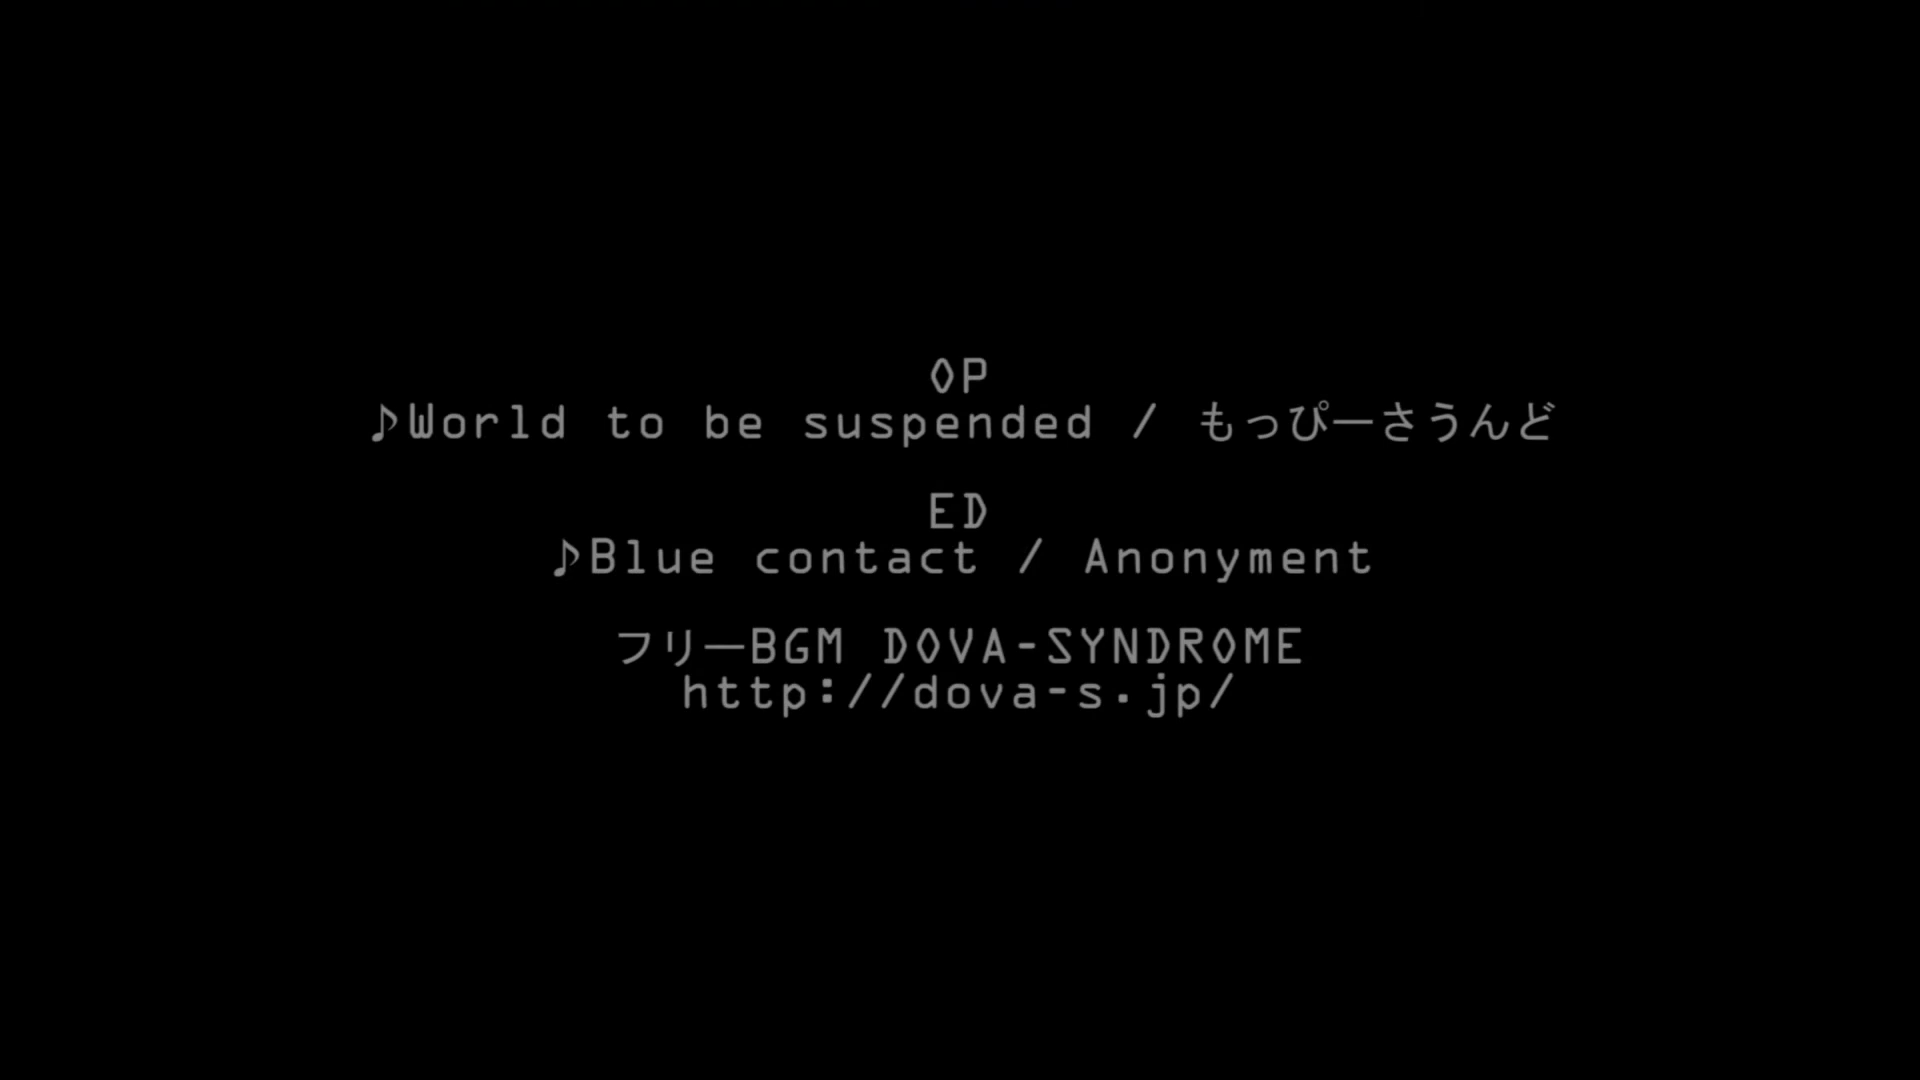 OP
♪World to be suspended / もっぴーさうんど
ED
♪Blue contact / Anonyment
フリーBGM DOVA-SYNDROME
http://dova-s.jp/